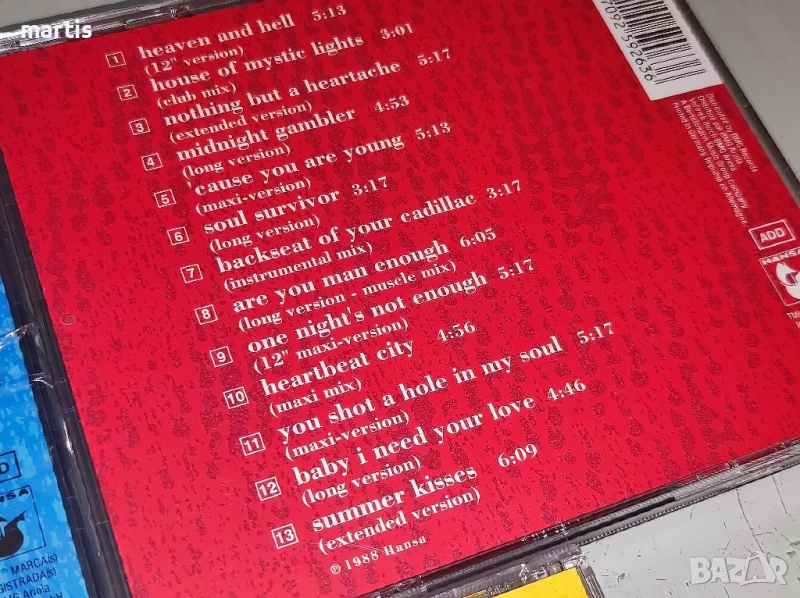 martis
1 heaven and hell 5:13
(12" version)
2 house of mystic lights 3:01
(club mix)
3 nothing but a heartache 5:17
(extended version)
4 midnight gambler 4:53
(long version)
5 'cause you are young 5:13
(maxi-version)
6 soul survivor 3:17
(long version)
7 backseat of your cadillac 3:17
(instrumental mix)
8 are you man enough 6:05
(long version - muscle mix)
9 one night's not enough 5:17
(12" maxi-version)
10 heartbeat city 4:56
(maxi mix)
11 you shot a hole in my soul 5:17
(maxi-version)
12 baby i need your love 4:46
(long version)
13 summer kisses 6:09
(extended version)
℗ 1988 Hansa
7092 592636
ADD
HANSA
MARCA(S)
BAZAR